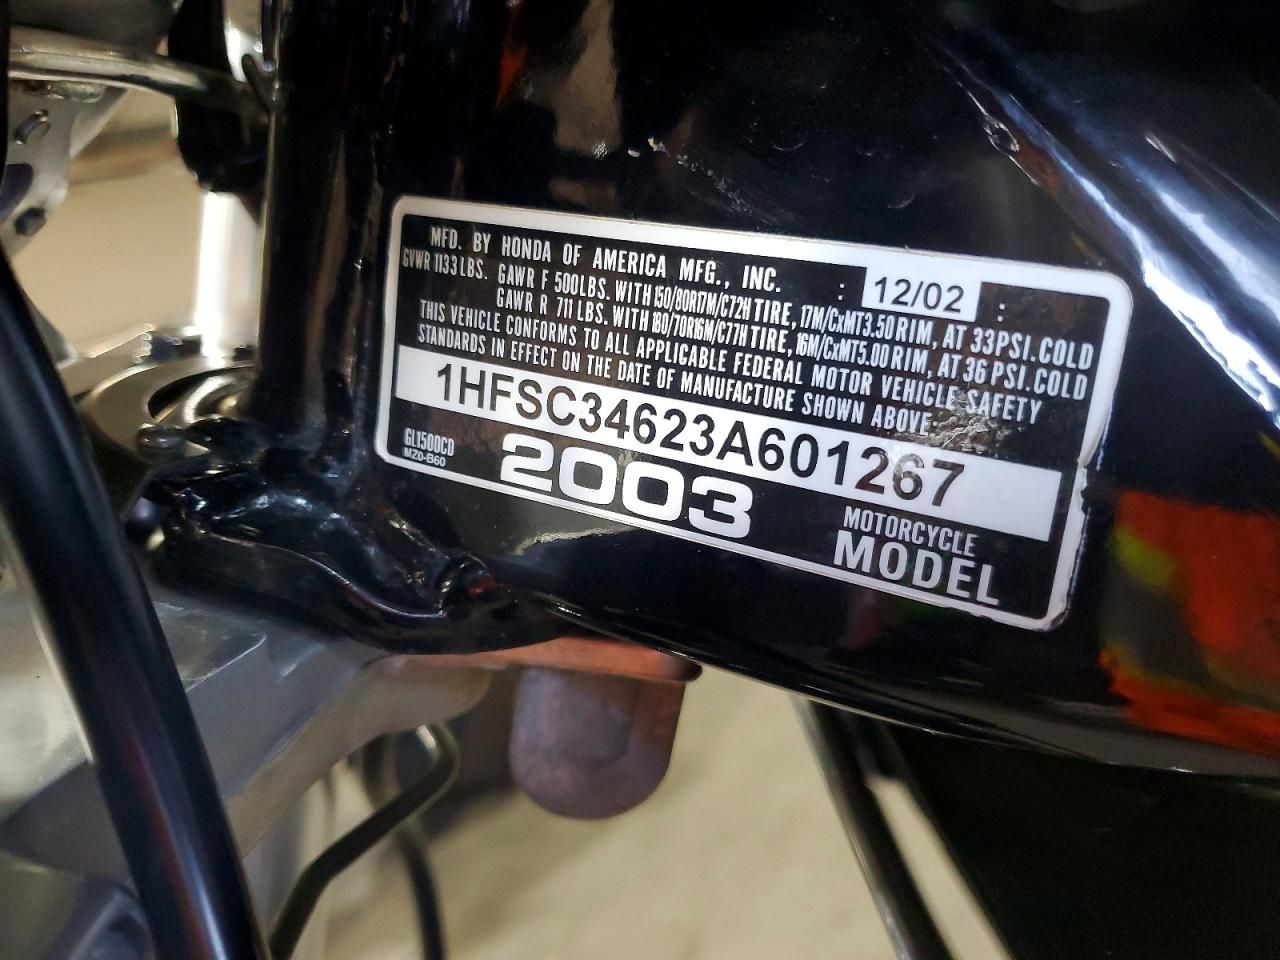 MFD. BY HONDA OF AMERICA MFG., INC. : 12/02 :
GVWR 1133 LBS. GAWR F 500LBS. WITH 150/80R17M/C72H TIRE, 17M/CxMT3.50 RIM, AT 33PSI.COLD
GAWR R 711 LBS. WITH 180/70R16M/C77H TIRE, 16M/CxMT5.00 RIM, AT 36 PSI.COLD
THIS VEHICLE CONFORMS TO ALL APPLICABLE FEDERAL MOTOR VEHICLE SAFETY
STANDARDS IN EFFECT ON THE DATE OF MANUFACTURE SHOWN ABOVE.
1HFSC34623A601267
GL1500CD
MZ0-B60
2003
MOTORCYCLE
MODEL